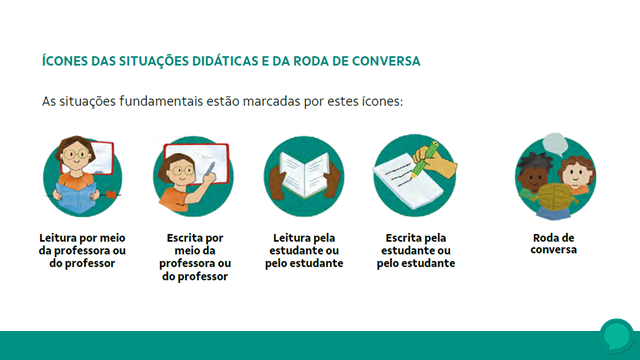 ÍCONES DAS SITUAÇÕES DIDÁTICAS E DA RODA DE CONVERSA
As situações fundamentais estão marcadas por estes ícones:
Leitura por meio
da professora ou
do professor
Escrita por
meio da
professora ou
do professor
Leitura pela
estudante ou
pelo estudante
Escrita pela
estudante ou
pelo estudante
Roda de
conversa